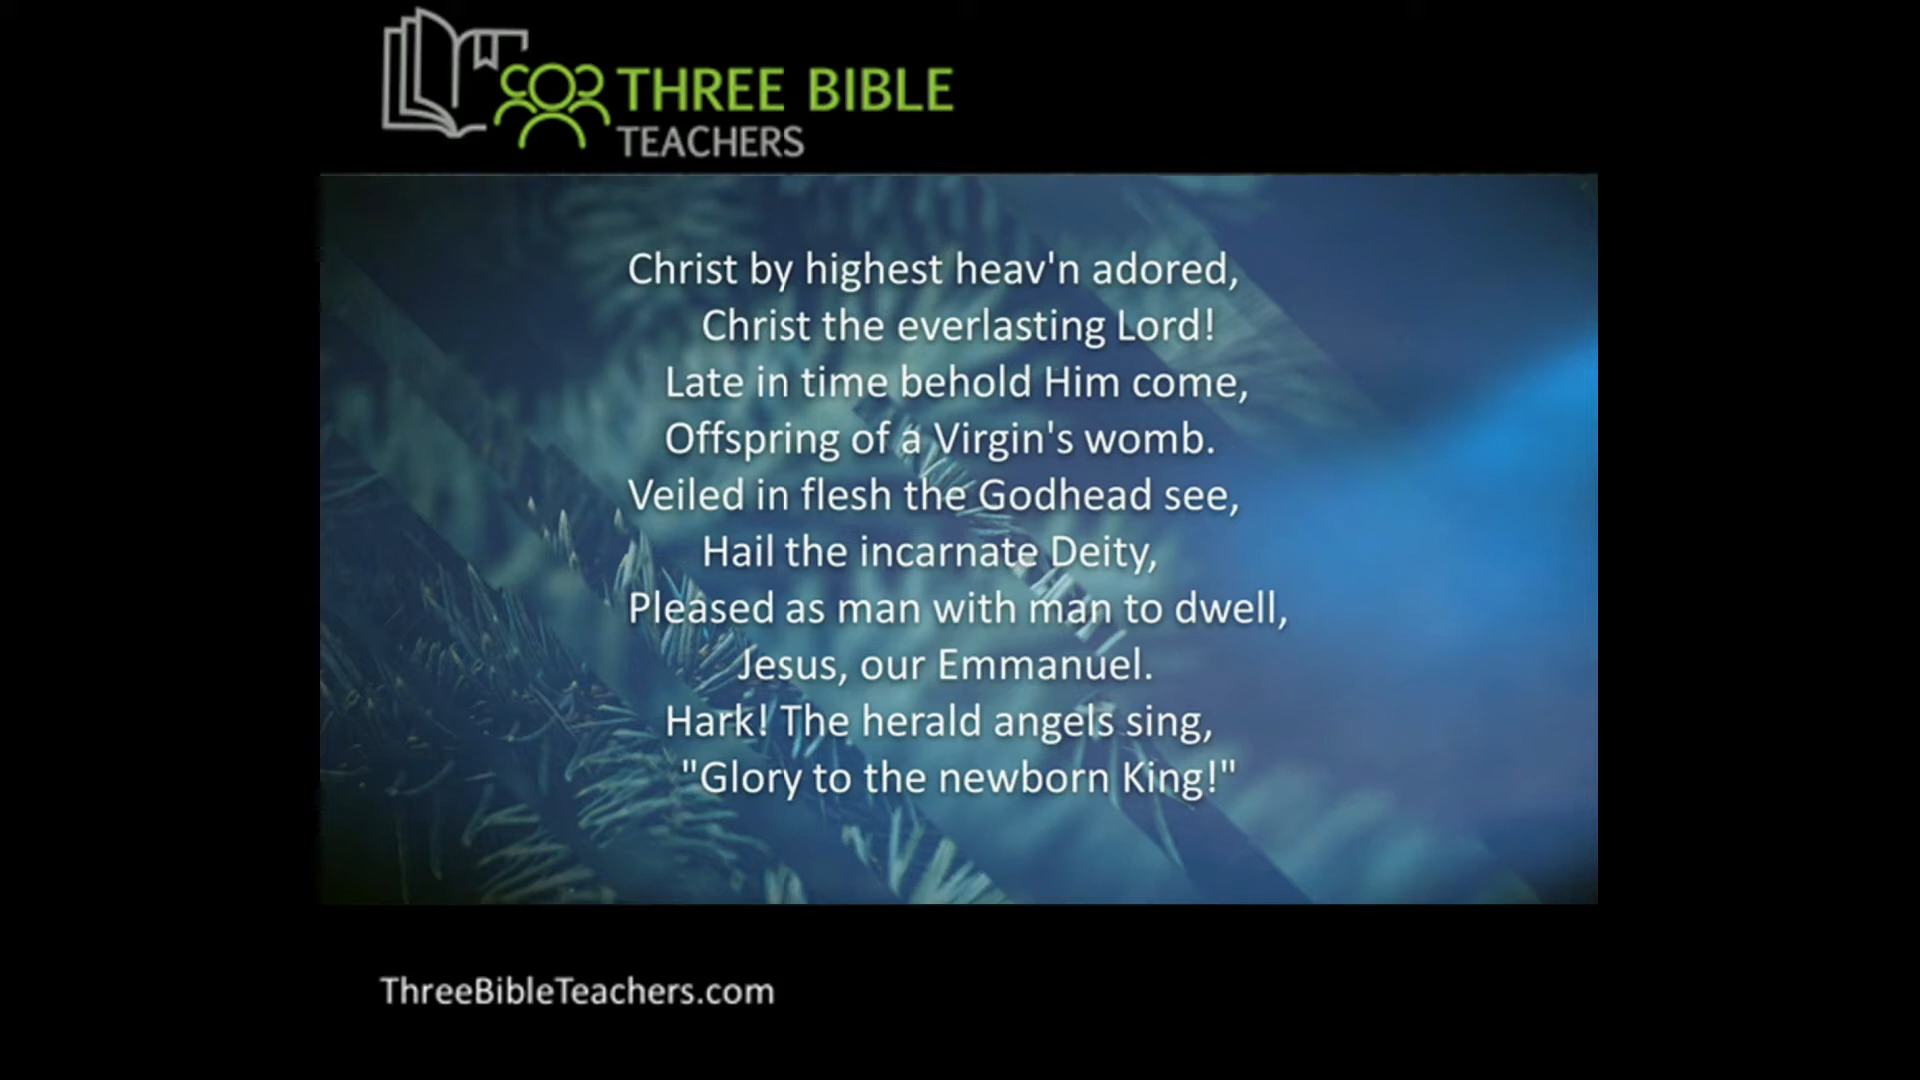 THREE BIBLE
TEACHERS
Christ by highest heav'n adored,
Christ the everlasting Lord!
Late in time behold Him come,
Offspring of a Virgin's womb.
Veiled in flesh the Godhead see,
Hail the incarnate Deity,
Pleased as man with man to dwell,
Jesus, our Emmanuel.
Hark! The herald angels sing,
"Glory to the newborn King!"
ThreeBibleTeachers.com